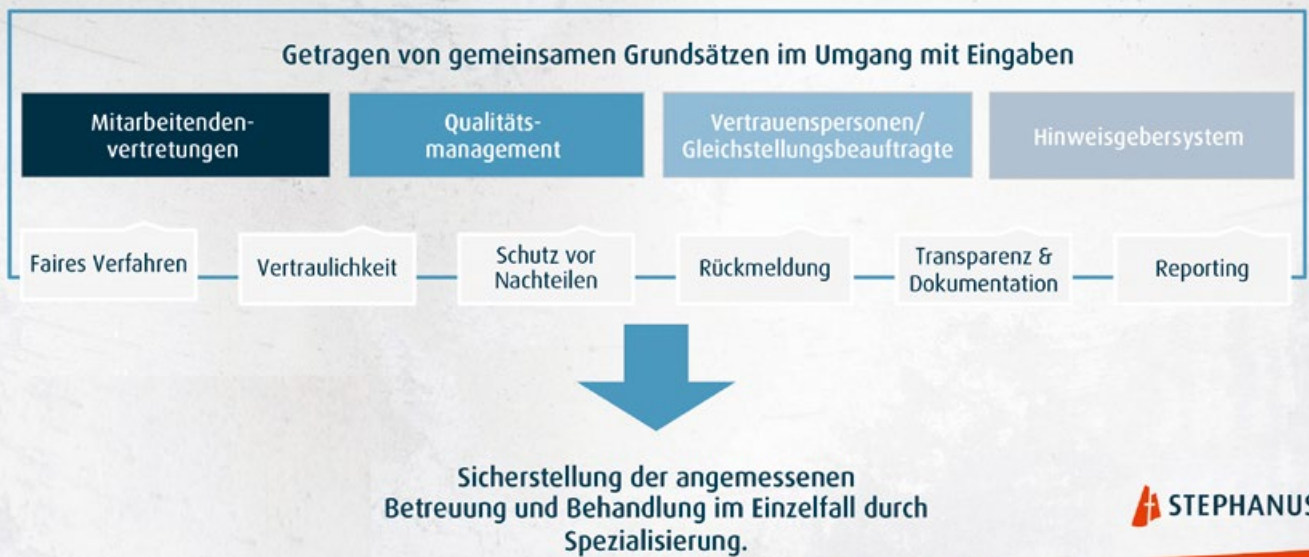 Getragen von gemeinsamen Grundsätzen im Umgang mit Eingaben
Mitarbeitenden-
vertretungen
Qualitäts-
management
Vertrauenspersonen/
Gleichstellungsbeauftragte
Hinweisgebersystem
Faires Verfahren
Vertraulichkeit
Schutz vor
Nachteilen
Rückmeldung
Transparenz &
Dokumentation
Reporting
Sicherstellung der angemessenen
Betreuung und Behandlung im Einzelfall durch
Spezialisierung.
STEPHANUS